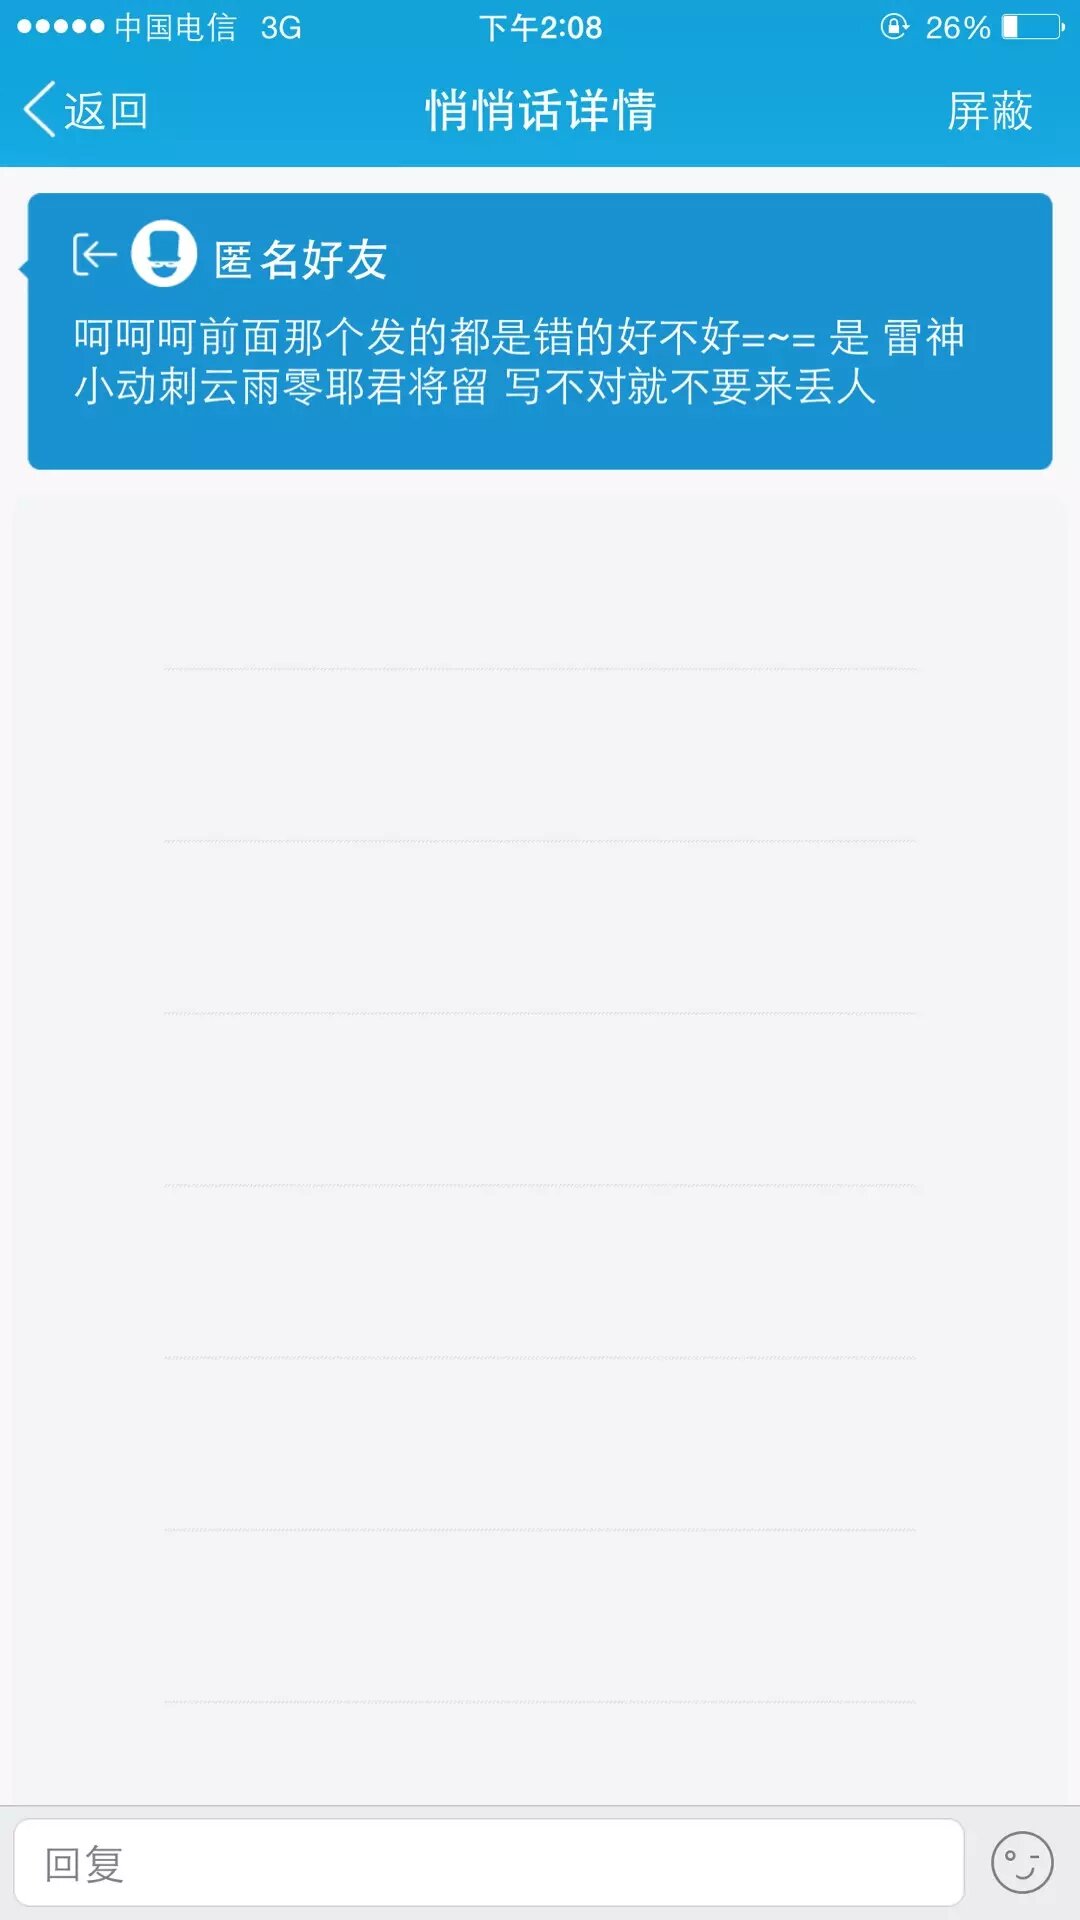 中国电信 3G 下午2:08 26%
返回 悄悄话详情 屏蔽
匿名好友
呵呵呵前面那个发的都是错的好不好=~= 是 雷神
小动刺云雨零耶君将留 写不对就不要来丢人
回复